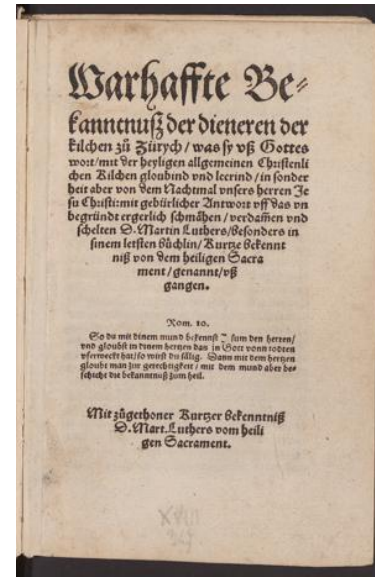 Warhaffte Be⸗
kanntnuß der dieneren der
kilchen zů Zürych / was sy vß Gottes
wort / mit der heyligen allgemeinen Christenli
chen Kilchen gloubind vnd leerind / in sonder
heit aber von dem Nachtmal vnsers herren Je
su Christi: mit gebürlicher Antwort vff das vn
begründt ergerlich schmåhen / verdam̃en vnd
schelten D. Martin Luthers / besonders in
sinem letsten bůchlin / Kurtze bekennt
niß von dem heiligen Sacra
ment / genannt / vß
gangen.
Rom. 10.
So du mit dinem mund bekennst Jesum den herren /
vnd gloubst in dinem hertzen das jn Gott vonn todten
vferweckt hat / so wirst du sålig. Dann mit dem hertzen
gloubt man zur gerechtigkeit / mit dem mund aber be⸗
schicht die bekanntnuß zum heil.
Mit zůgethoner Kurtzer bekenntniß
D. Mart. Luthers vom heili
gen Sacrament.